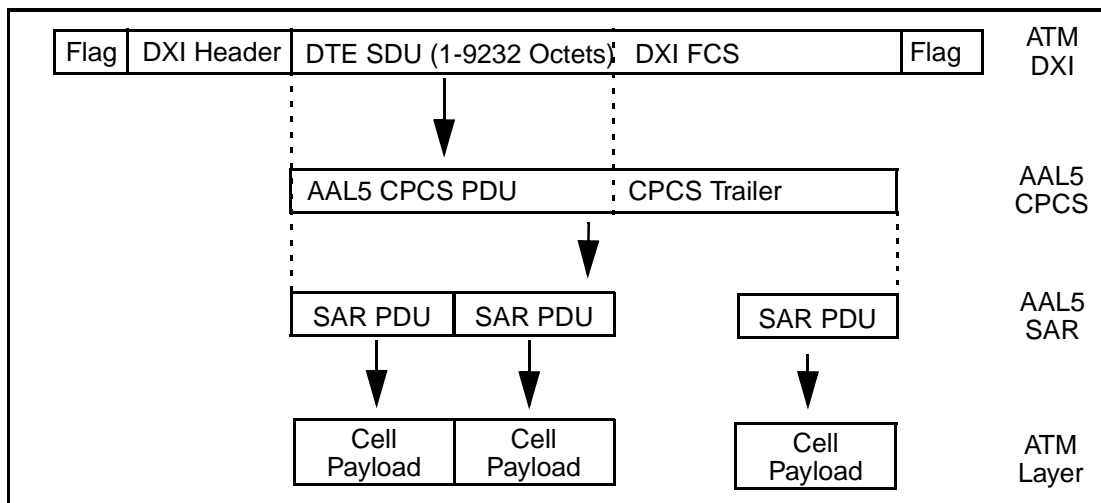 Flag DXI Header DTE SDU (1-9232 Octets) DXI FCS Flag
ATM
DXI
AAL5 CPCS PDU CPCS Trailer
AAL5
CPCS
SAR PDU SAR PDU SAR PDU
AAL5
SAR
Cell
Payload
Cell
Payload
Cell
Payload
ATM
Layer